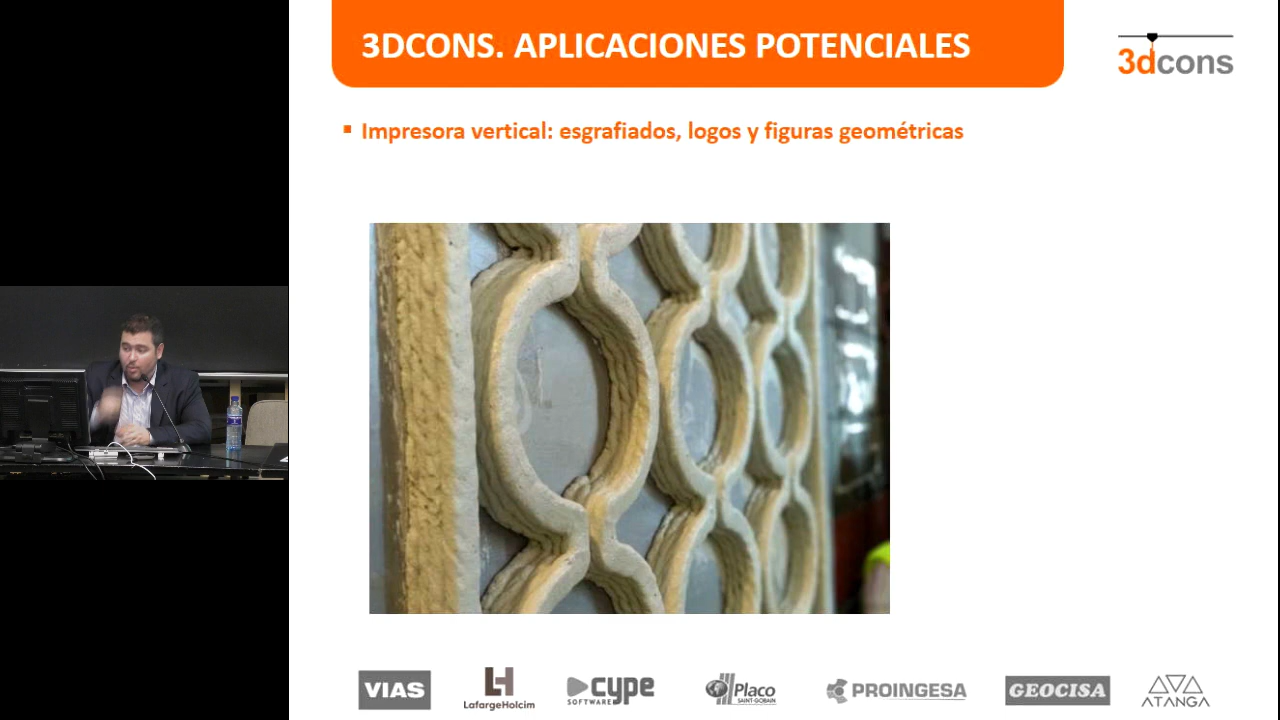 3DCONS. APLICACIONES POTENCIALES
3dcons
▪ Impresora vertical: esgrafiados, logos y figuras geométricas
VIAS
LafargeHolcim
cype
SOFTWARE
Placo
SAINT-GOBAIN
PROINGESA
GEOCISA
ATANGA